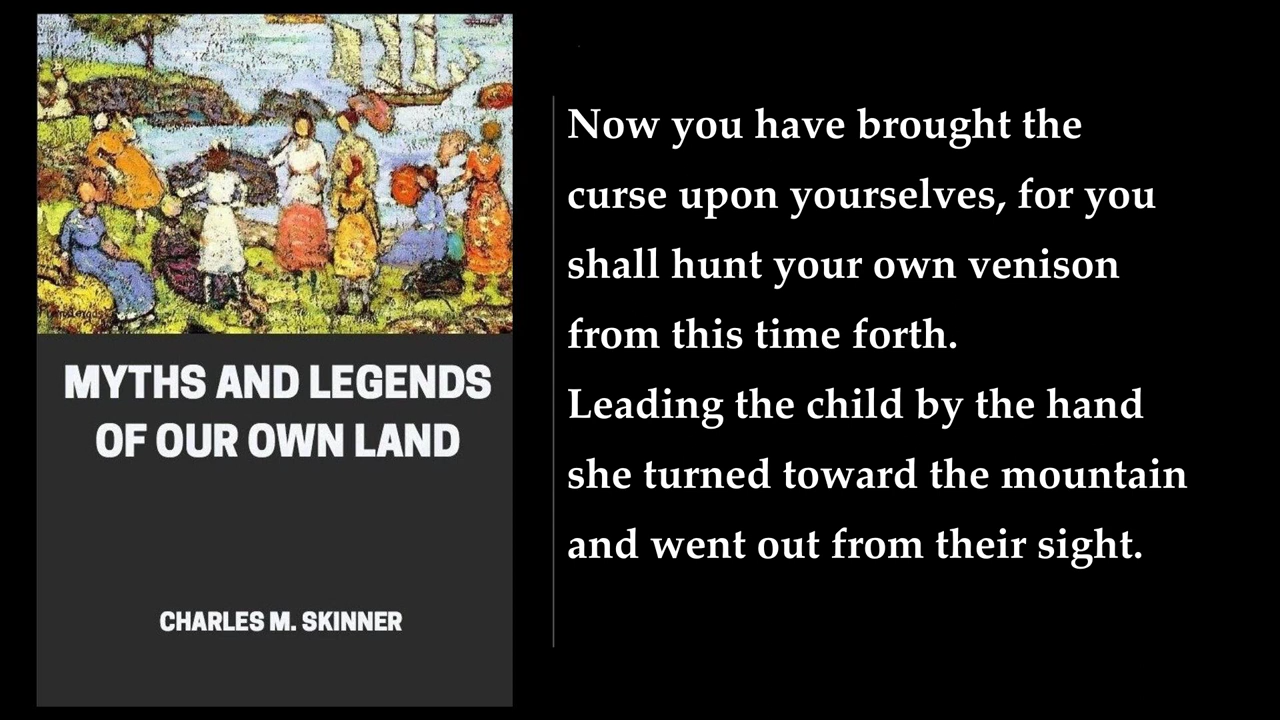 MYTHS AND LEGENDS
OF OUR OWN LAND
CHARLES M. SKINNER
Now you have brought the
curse upon yourselves, for you
shall hunt your own venison
from this time forth.
Leading the child by the hand
she turned toward the mountain
and went out from their sight.